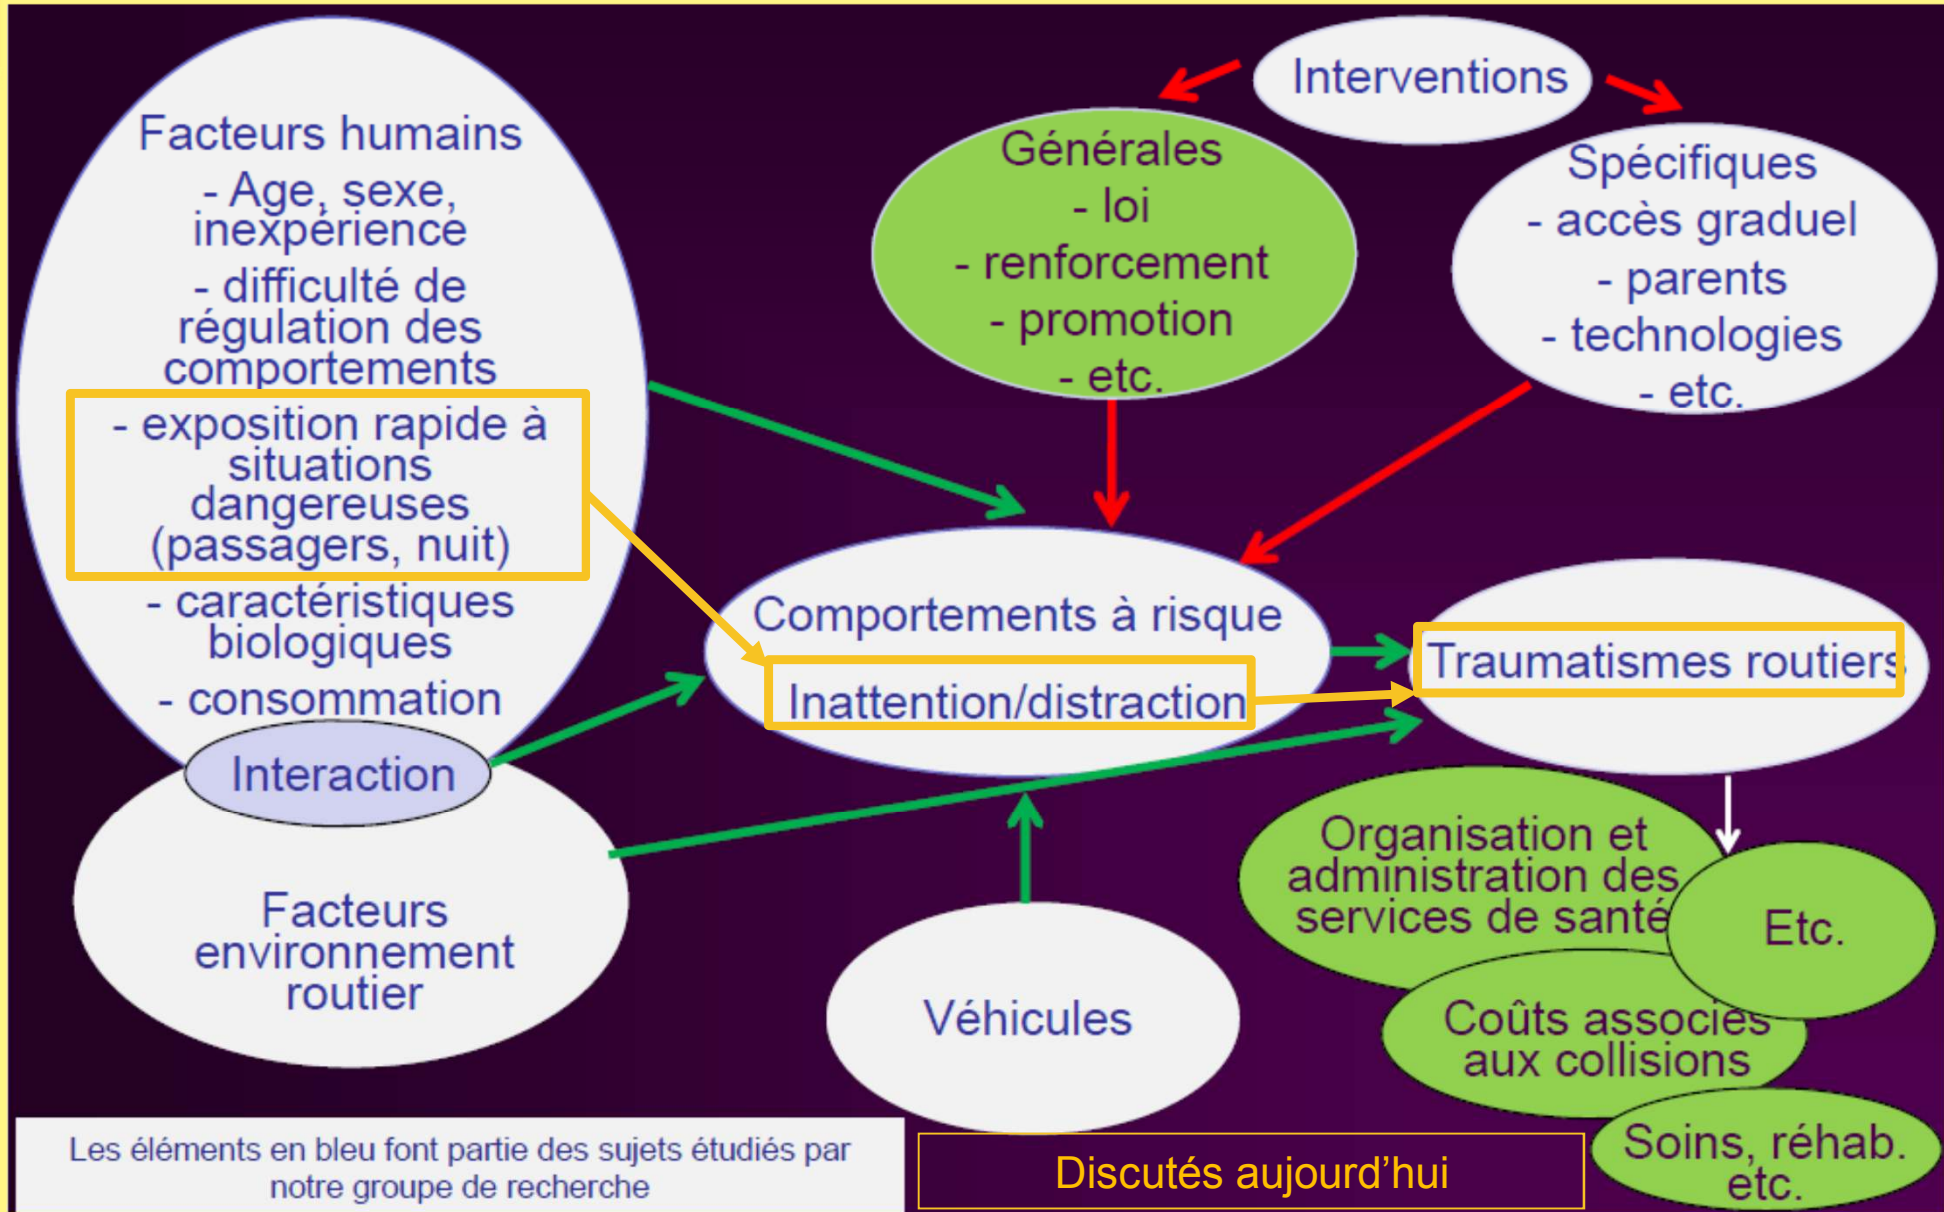 Facteurs humains
- Age, sexe,
inexpérience
- difficulté de
régulation des
comportements
- exposition rapide à
situations
dangereuses
(passagers, nuit)
- caractéristiques
biologiques
- consommation
Interaction
Facteurs
environnement
routier
Interventions
Générales
- loi
- renforcement
- promotion
- etc.
Spécifiques
- accès graduel
- parents
- technologies
- etc.
Comportements à risque
Inattention/distraction
Traumatismes routiers
Véhicules
Organisation et
administration des
services de santé
Etc.
Coûts associés
aux collisions
Soins, réhab.
etc.
Les éléments en bleu font partie des sujets étudiés par
notre groupe de recherche
Discutés aujourd’hui